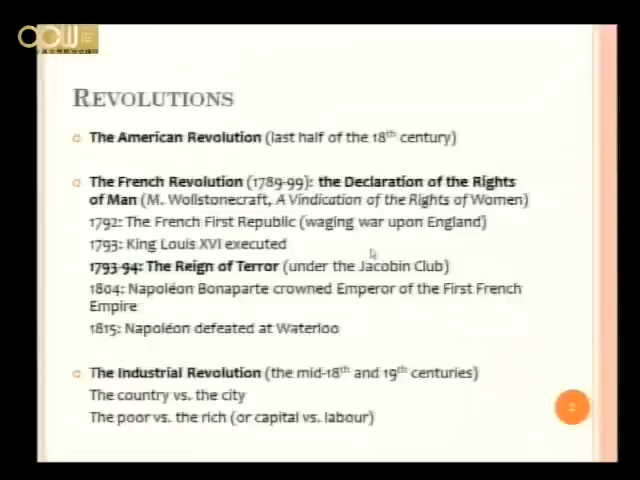 OCW
REVOLUTIONS
The American Revolution (last half of the 18th century)
The French Revolution (1789-99): the Declaration of the Rights
of Man (M. Wollstonecraft, A Vindication of the Rights of Women)
1792: The French First Republic (waging war upon England)
1793: King Louis XVI executed
1793-94: The Reign of Terror (under the Jacobin Club)
1804: Napoléon Bonaparte crowned Emperor of the First French
Empire
1815: Napoléon defeated at Waterloo
The Industrial Revolution (the mid-18th and 19th centuries)
The country vs. the city
The poor vs. the rich (or capital vs. labour)
2